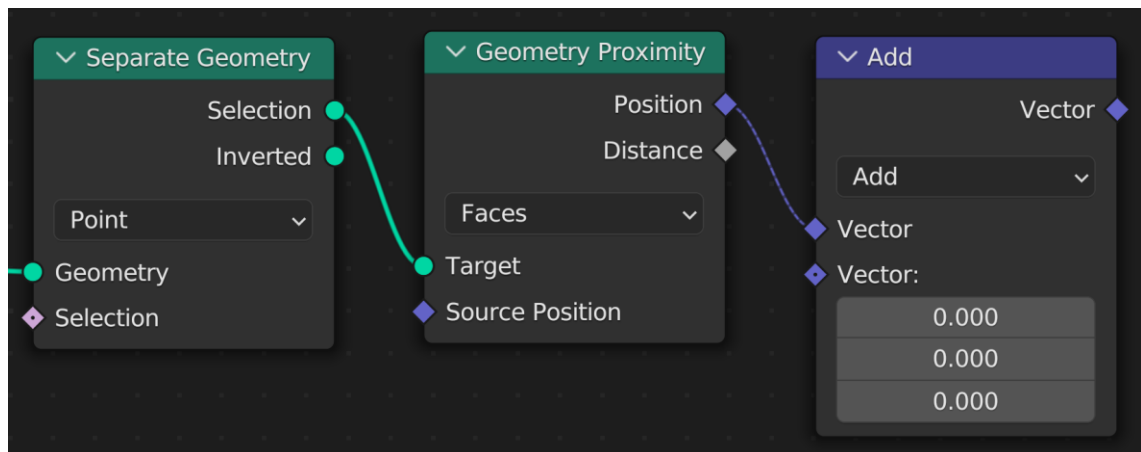 Separate Geometry
Selection
Inverted
Point
Geometry
Selection
Geometry Proximity
Position
Distance
Faces
Target
Source Position
Add
Vector
Add
Vector
Vector:
0.000
0.000
0.000